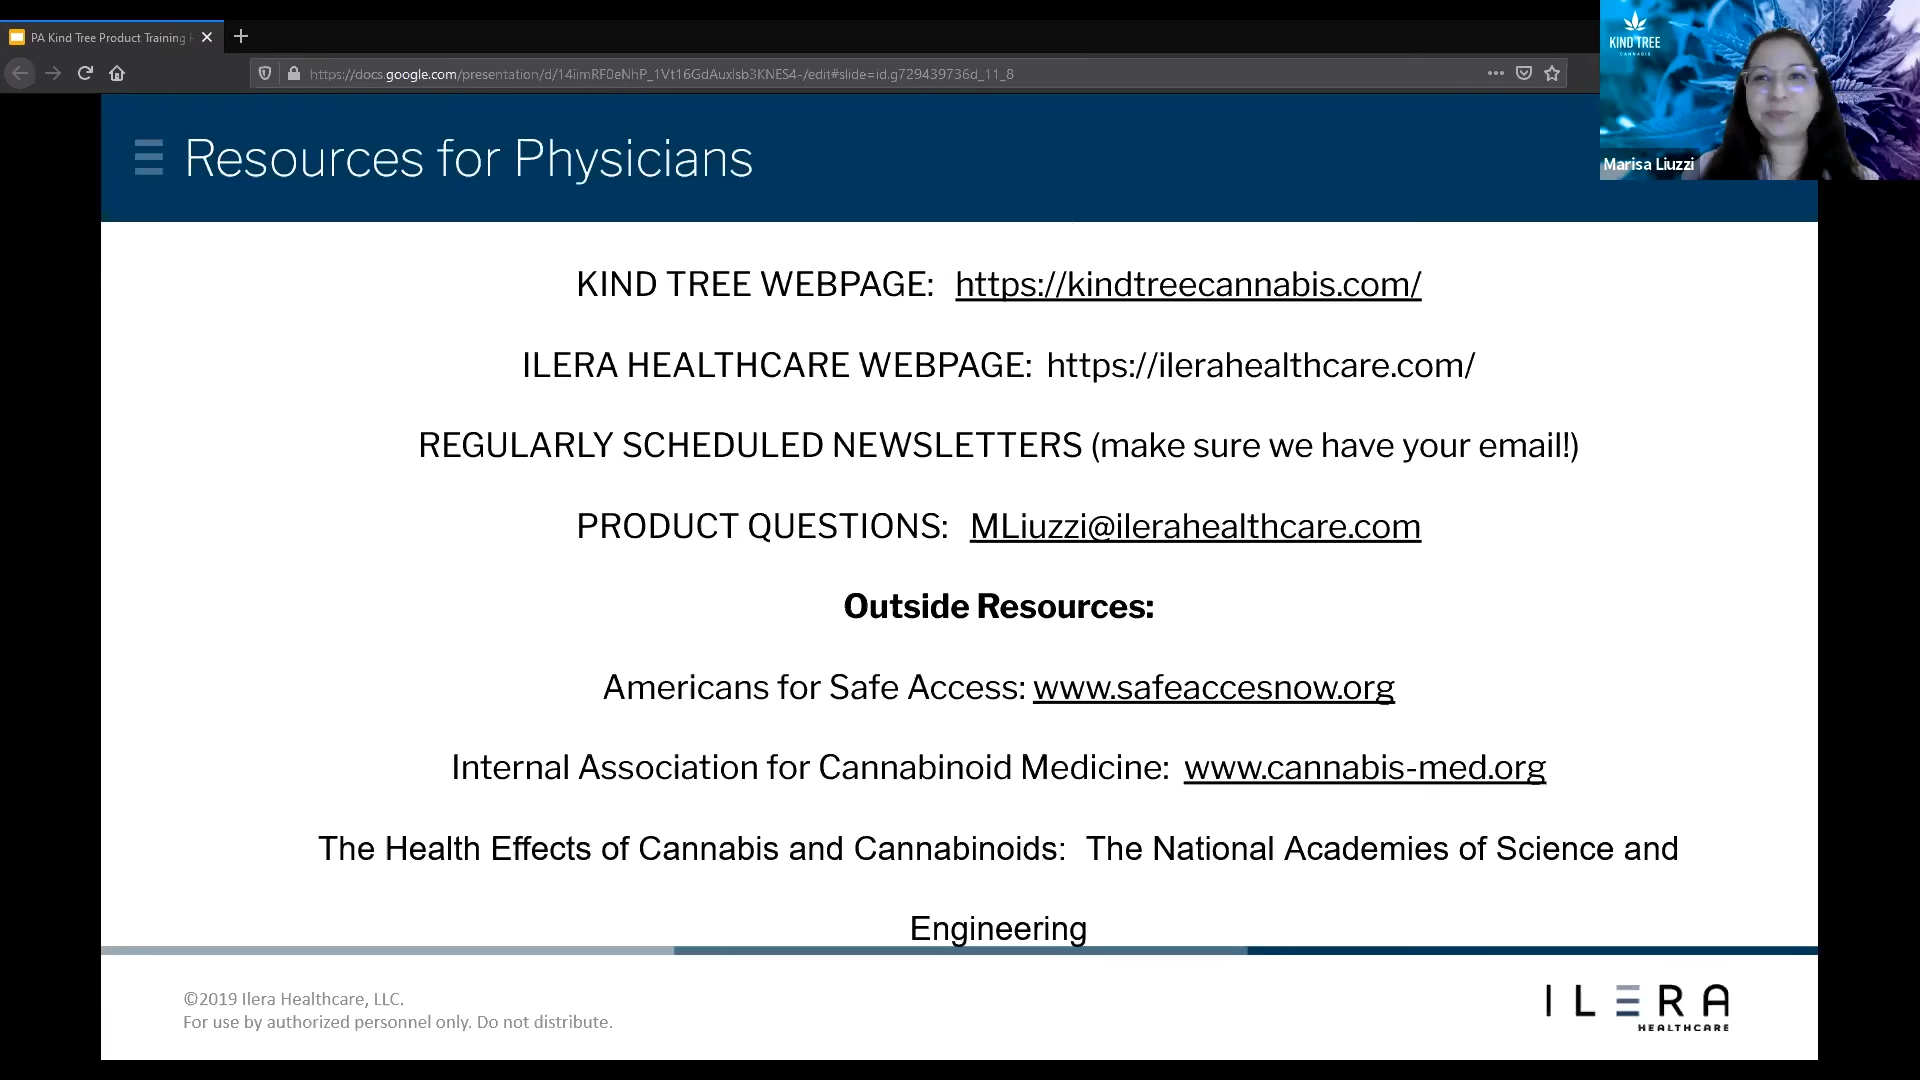 PA Kind Tree Product Training
https://docs.google.com/presentation/d/14iimRF0eNhP_1Vt16GdAuxlsb3KNES4-/edit#slide=id.g729439736d_11_8
KIND TREE
CANNABIS
Marisa Liuzzi
Resources for Physicians
KIND TREE WEBPAGE: https://kindtreecannabis.com/
ILERA HEALTHCARE WEBPAGE: https://ilerahealthcare.com/
REGULARLY SCHEDULED NEWSLETTERS (make sure we have your email!)
PRODUCT QUESTIONS: MLiuzzi@ilerahealthcare.com
Outside Resources:
Americans for Safe Access: www.safeaccesnow.org
Internal Association for Cannabinoid Medicine: www.cannabis-med.org
The Health Effects of Cannabis and Cannabinoids: The National Academies of Science and
Engineering
©2019 Ilera Healthcare, LLC.
For use by authorized personnel only. Do not distribute.
ILERA
HEALTHCARE